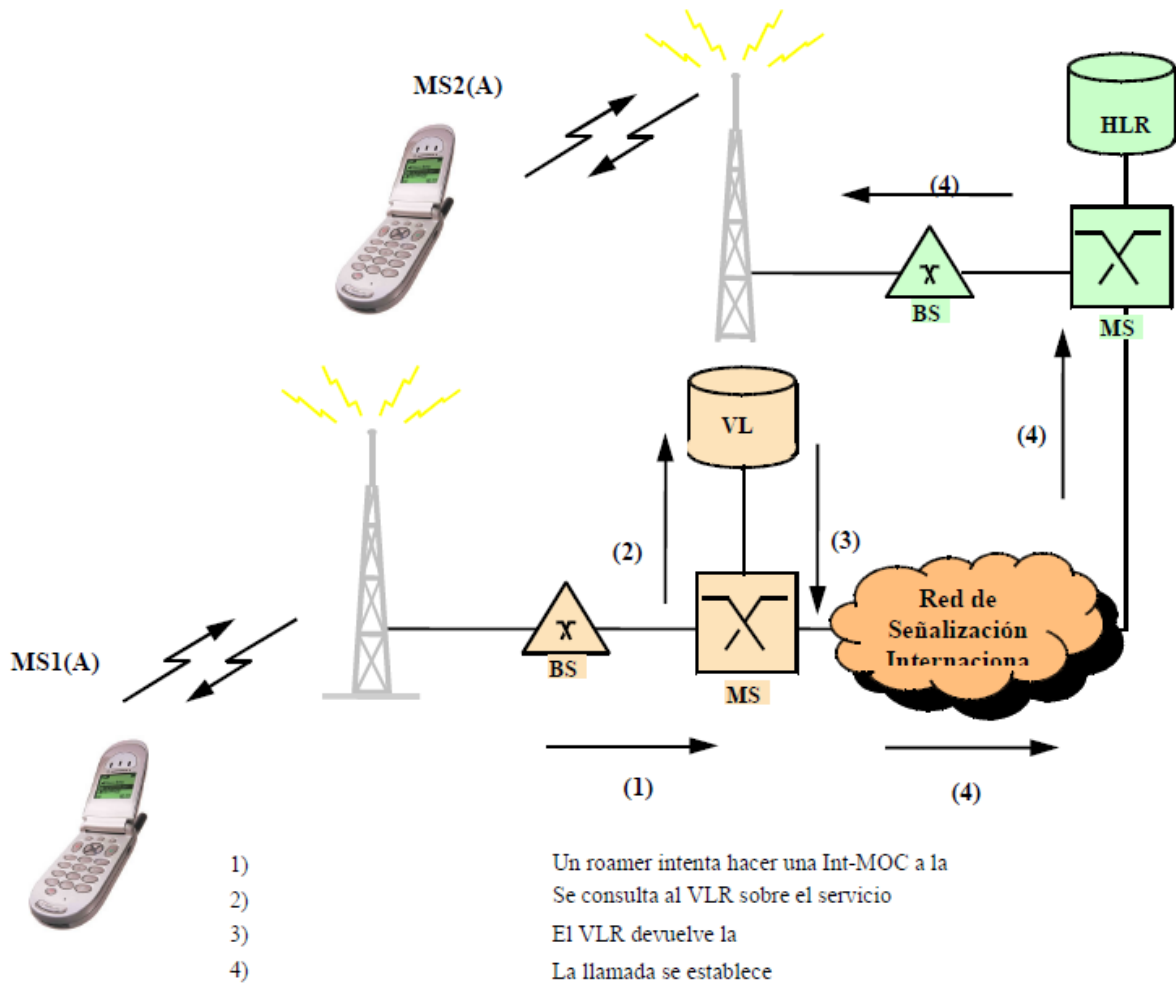 MS2(A)
HLR
(4)
BS
MS
VL
(4)
(2)
(3)
Red de
Señalización
Internaciona
MS1(A)
BS
MS
(1)
(4)
1) Un roamer intenta hacer una Int-MOC a la
2) Se consulta al VLR sobre el servicio
3) El VLR devuelve la
4) La llamada se establece